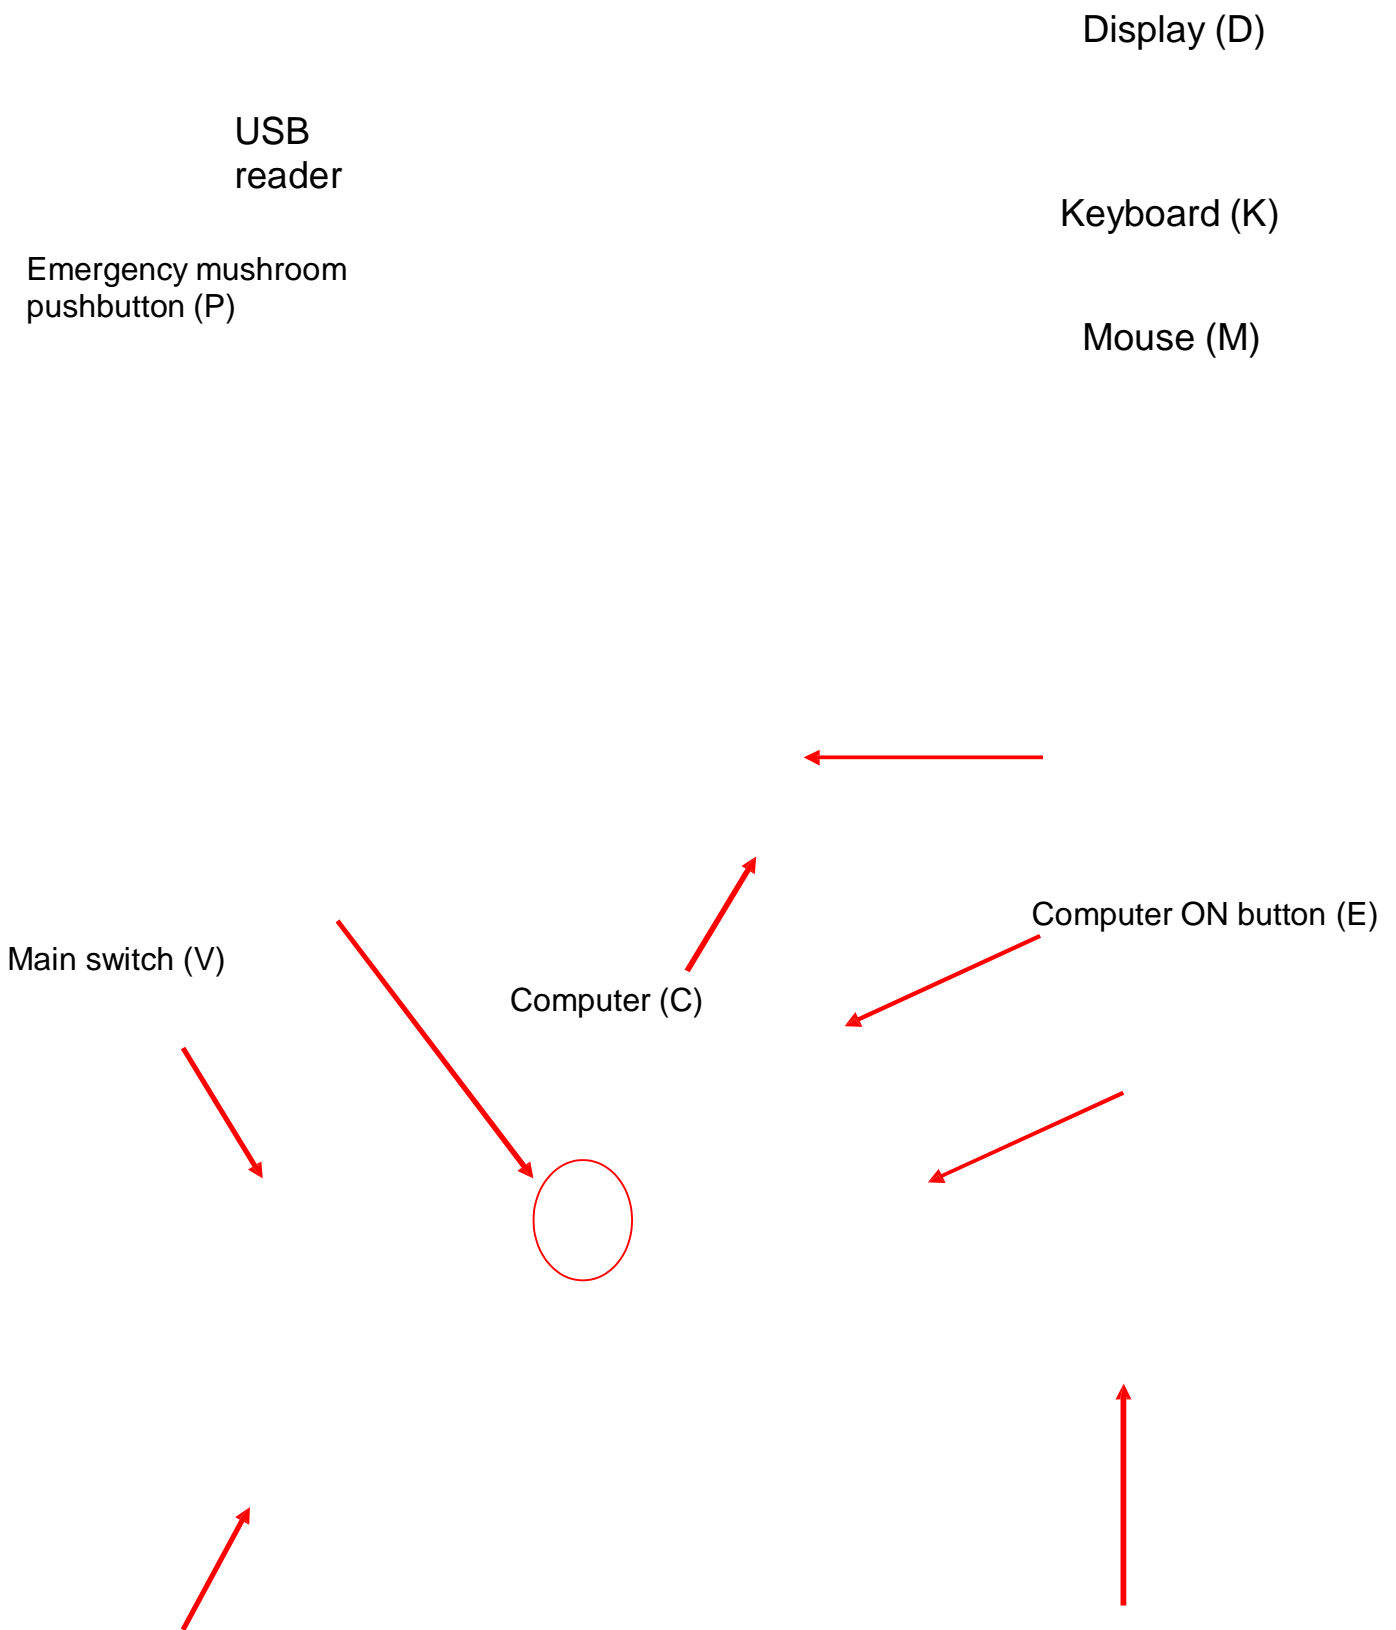 Display (D)
USB
reader
Keyboard (K)
Emergency mushroom
pushbutton (P)
Mouse (M)
Computer ON button (E)
Main switch (V)
Computer (C)